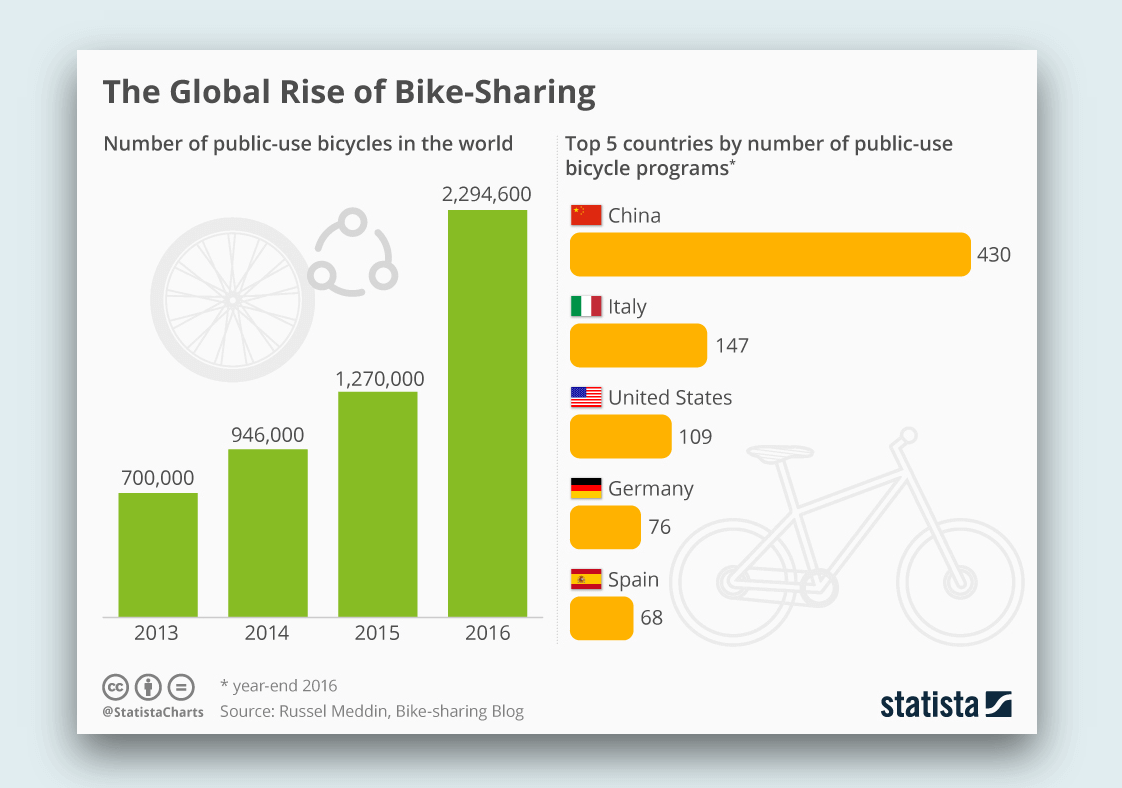 The Global Rise of Bike-Sharing
Number of public-use bicycles in the world
2,294,600
1,270,000
946,000
700,000
2013 2014 2015 2016
Top 5 countries by number of public-use
bicycle programs*
China
430
Italy
147
United States
109
Germany
76
Spain
68
cc
@StatistaCharts
* year-end 2016
Source: Russel Meddin, Bike-sharing Blog
statista